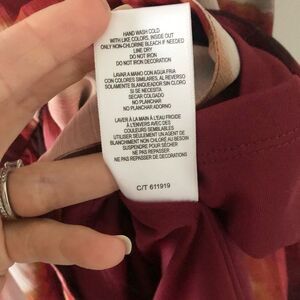 HAND WASH COLD
WITH LIKE COLORS, INSIDE OUT
ONLY NON-CHLORINE BLEACH IF NEEDED
LINE DRY
DO NOT IRON
DO NOT IRON DECORATION
LAVAR A MANO CON AGUA FRIA
CON COLORES SIMILARES, AL REVERSO
SOLAMENTE BLANQUEADOR SIN CLORO
SI SE NECESITA
SECAR COLGADO
NO PLANCHAR
NO PLANCHAR ADORNO
LAVER À LA MAIN À L'EAU FROIDE
À L'ENVERS AVEC DES
COULEURS SEMBLABLES
UTILISER SEULEMENT UN AGENT DE
BLANCHIMENT NON CHLORÉ AU BESOIN
SUSPENDRE POUR SÉCHER
NE PAS REPASSER
NE PAS REPASSER DE DECORATIONS
C/T 611919